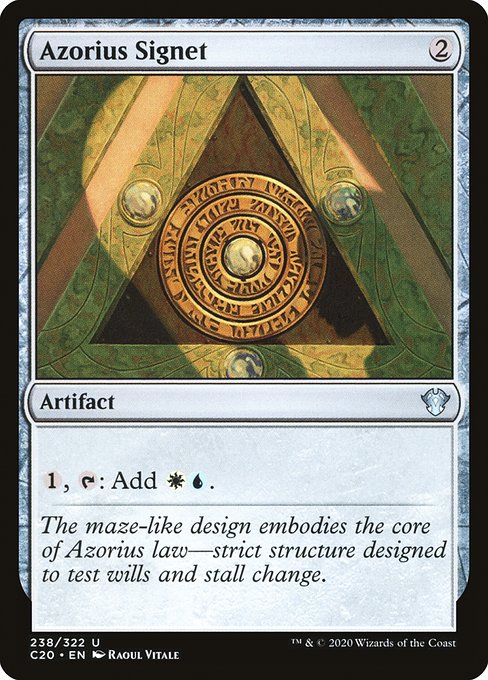 Azorius Signet 2
Artifact
1, : Add .
The maze-like design embodies the core
of Azorius law—strict structure designed
to test wills and stall change.
238/322 U
C20 • EN Raoul Vitale
™ & © 2020 Wizards of the Coast